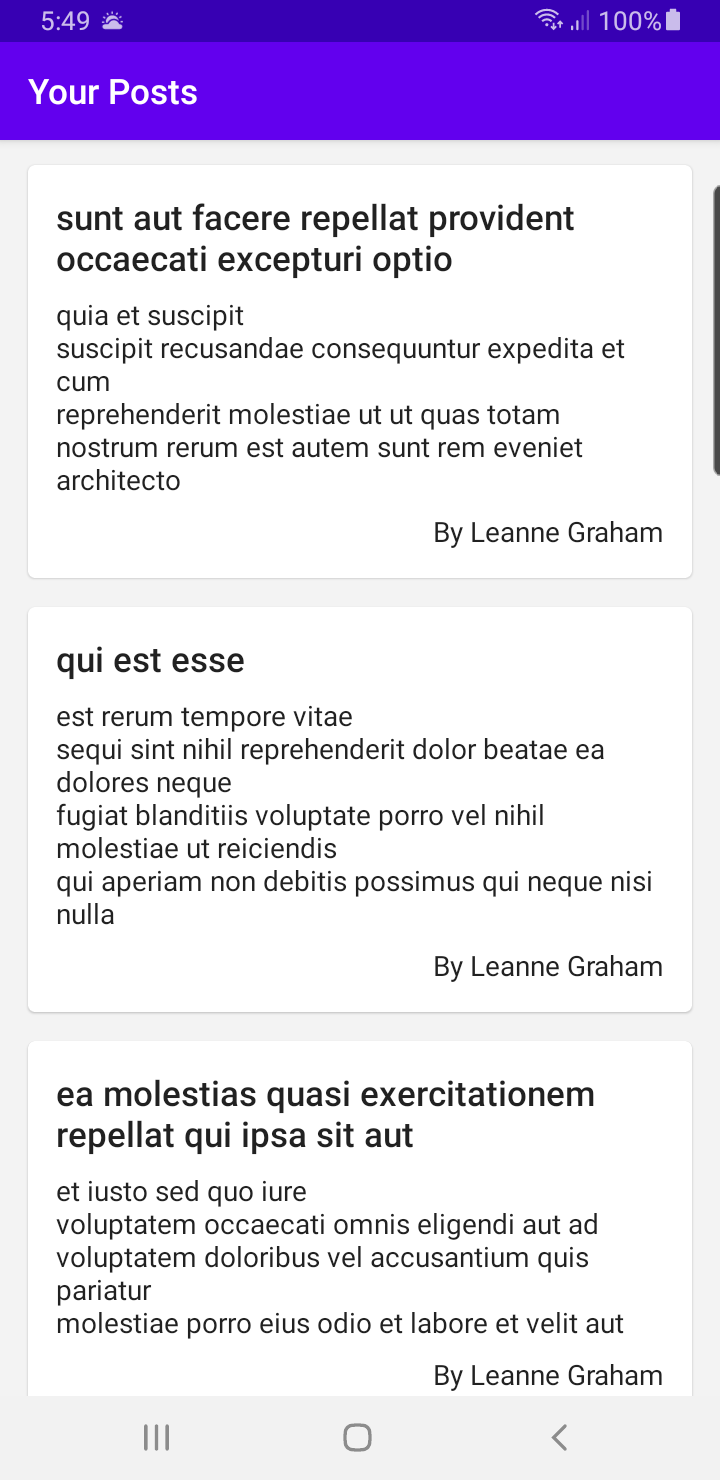 5:49 100%
Your Posts
sunt aut facere repellat provident
occaecati excepturi optio
quia et suscipit
suscipit recusandae consequuntur expedita et
cum
reprehenderit molestiae ut ut quas totam
nostrum rerum est autem sunt rem eveniet
architecto
By Leanne Graham
qui est esse
est rerum tempore vitae
sequi sint nihil reprehenderit dolor beatae ea
dolores neque
fugiat blanditiis voluptate porro vel nihil
molestiae ut reiciendis
qui aperiam non debitis possimus qui neque nisi
nulla
By Leanne Graham
ea molestias quasi exercitationem
repellat qui ipsa sit aut
et iusto sed quo iure
voluptatem occaecati omnis eligendi aut ad
voluptatem doloribus vel accusantium quis
pariatur
molestiae porro eius odio et labore et velit aut
By Leanne Graham